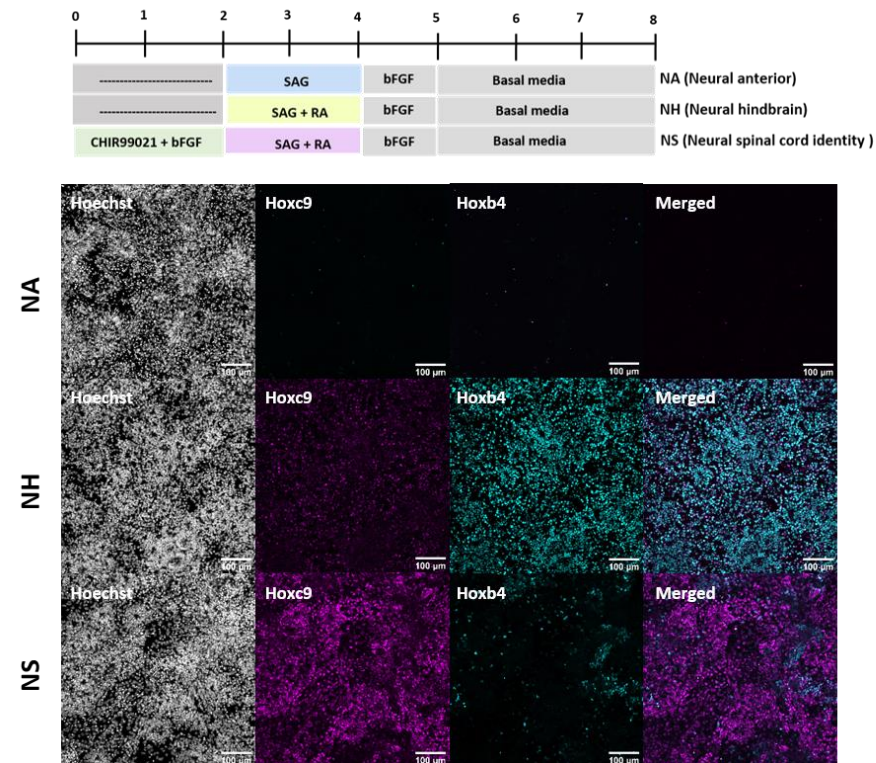 0 1 2 3 4 5 6 7 8
SAG bFGF Basal media NA (Neural anterior)
SAG + RA bFGF Basal media NH (Neural hindbrain)
CHIR99021 + bFGF SAG + RA bFGF Basal media NS (Neural spinal cord identity )
Hoechst Hoxc9 Hoxb4 Merged
NA
100 μm 100 μm 100 μm 100 μm
Hoechst Hoxc9 Hoxb4 Merged
NH
100 μm 100 μm 100 μm 100 μm
Hoechst Hoxc9 Hoxb4 Merged
NS
100 μm 100 μm 100 μm 100 μm